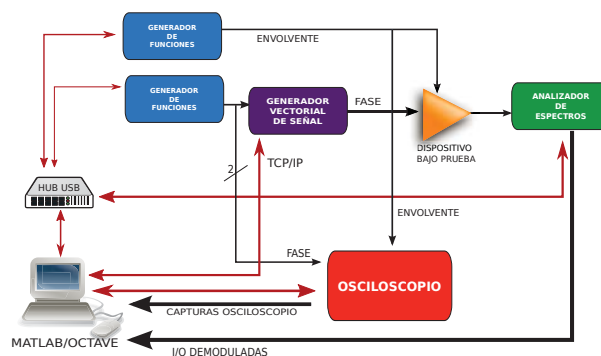 GENERADOR
DE
FUNCIONES
ENVOLVENTE
GENERADOR
DE
FUNCIONES
GENERADOR
VECTORIAL
DE SEÑAL
FASE
ANALIZADOR
DE
ESPECTROS
DISPOSITIVO
BAJO PRUEBA
2
TCP/IP
HUB USB
ENVOLVENTE
FASE
OSCILOSCOPIO
CAPTURAS OSCILOSCOPIO
MATLAB/OCTAVE
I/O DEMODULADAS